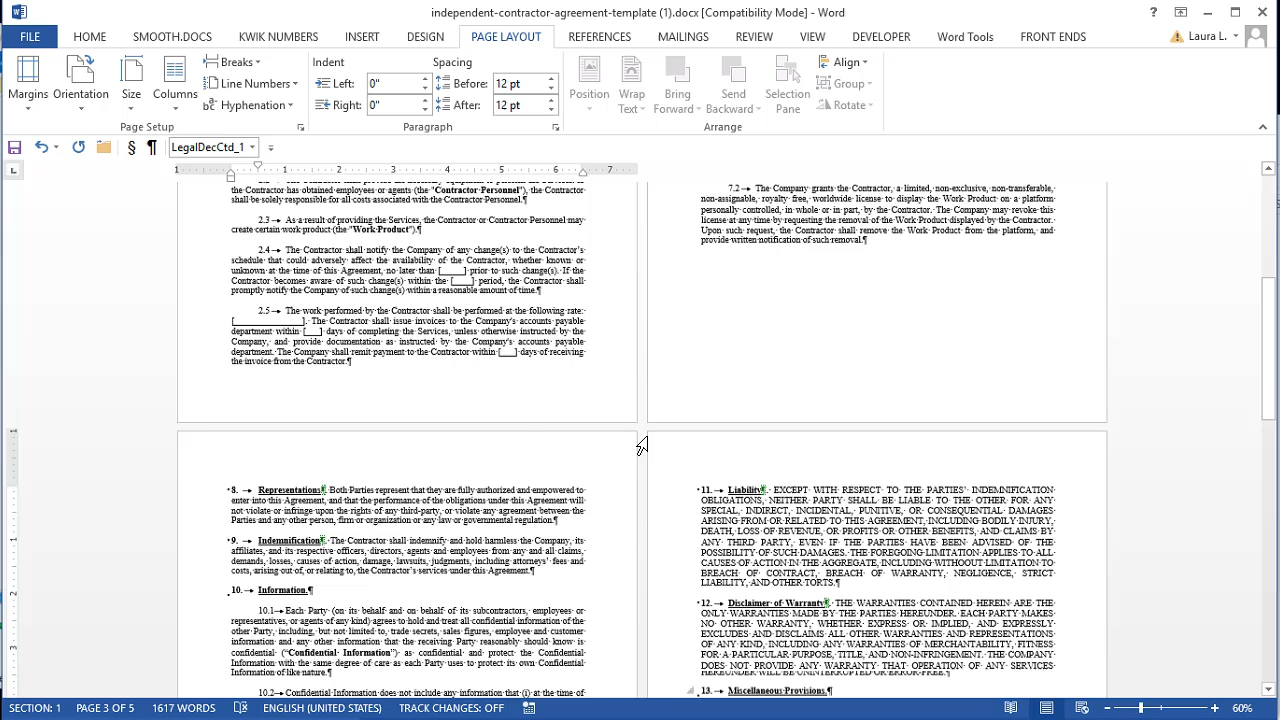 independent-contractor-agreement-template (1).docx [Compatibility Mode] - Word
FILE HOME SMOOTH.DOCS KWIK NUMBERS INSERT DESIGN PAGE LAYOUT REFERENCES MAILINGS REVIEW VIEW DEVELOPER Word Tools FRONT ENDS Laura L.
Margins Orientation Size Columns
Breaks
Line Numbers
Hyphenation
Page Setup
Indent
Left: 0"
Right: 0"
Spacing
Before: 12 pt
After: 12 pt
Paragraph
Position Wrap Text Bring Forward Send Backward Selection Pane
Align
Group
Rotate
Arrange
§ ¶ LegalDecCtd_1
L
1 1 2 3 4 5 6 7
the Contractor has obtained employees or agents (the "Contractor Personnel"), the Contractor
shall be solely responsible for all costs associated with the Contractor Personnel.¶
2.3 → As a result of providing the Services, the Contractor or Contractor Personnel may
create certain work product (the "Work Product").¶
2.4 → The Contractor shall notify the Company of any change(s) to the Contractor's
schedule that could adversely affect the availability of the Contractor, whether known or
unknown at the time of this Agreement, no later than [_____] prior to such change(s). If the
Contractor becomes aware of such change(s) within the [____] period, the Contractor shall
promptly notify the Company of such change(s) within a reasonable amount of time.¶
2.5 → The work performed by the Contractor shall be performed at the following rate:
[______________]. The Contractor shall issue invoices to the Company's accounts payable
department within [___] days of completing the Services, unless otherwise instructed by the
Company, and provide documentation as instructed by the Company's accounts payable
department. The Company shall remit payment to the Contractor within [___] days of receiving
the invoice from the Contractor.¶
7.2 → The Company grants the Contractor, a limited, non-exclusive, non-transferable,
non-assignable, royalty free, worldwide license to display the Work Product on a platform
personally controlled, in whole or in part, by the Contractor. The Company may revoke this
license at any time by requesting the removal of the Work Product displayed by the Contractor.
Upon such request, the Contractor shall remove the Work Product from the platform, and
provide written notification of such removal.¶
8. → Representations¶. Both Parties represent that they are fully authorized and empowered to
enter into this Agreement, and that the performance of the obligations under this Agreement will
not violate or infringe upon the rights of any third-party, or violate any agreement between the
Parties and any other person, firm or organization or any law or governmental regulation.¶
9. → Indemnification¶. The Contractor shall indemnify and hold harmless the Company, its
affiliates, and its respective officers, directors, agents and employees from any and all claims,
demands, losses, causes of action, damage, lawsuits, judgments, including attorneys' fees and
costs, arising out of, or relating to, the Contractor's services under this Agreement.¶
10. → Information.¶
10.1 → Each Party (on its behalf and on behalf of its subcontractors, employees or
representatives, or agents of any kind) agrees to hold and treat all confidential information of the
other Party, including, but not limited to, trade secrets, sales figures, employee and customer
information and any other information that the receiving Party reasonably should know is
confidential ("Confidential Information") as confidential and protect the Confidential
Information with the same degree of care as each Party uses to protect its own Confidential
Information of like nature.¶
10.2 → Confidential Information does not include any information that (i) at the time of
11. → Liability¶. EXCEPT WITH RESPECT TO THE PARTIES' INDEMNIFICATION
OBLIGATIONS, NEITHER PARTY SHALL BE LIABLE TO THE OTHER FOR ANY
SPECIAL, INDIRECT, INCIDENTAL, PUNITIVE, OR CONSEQUENTIAL DAMAGES
ARISING FROM OR RELATED TO THIS AGREEMENT, INCLUDING BODILY INJURY,
DEATH, LOSS OF REVENUE, OR PROFITS OR OTHER BENEFITS, AND CLAIMS BY
ANY THIRD PARTY, EVEN IF THE PARTIES HAVE BEEN ADVISED OF THE
POSSIBILITY OF SUCH DAMAGES. THE FOREGOING LIMITATION APPLIES TO ALL
CAUSES OF ACTION IN THE AGGREGATE, INCLUDING WITHOUT LIMITATION TO
BREACH OF CONTRACT, BREACH OF WARRANTY, NEGLIGENCE, STRICT
LIABILITY, AND OTHER TORTS.¶
12. → Disclaimer of Warranty¶. THE WARRANTIES CONTAINED HEREIN ARE THE
ONLY WARRANTIES MADE BY THE PARTIES HEREUNDER. EACH PARTY MAKES
NO OTHER WARRANTY, WHETHER EXPRESS OR IMPLIED, AND EXPRESSLY
EXCLUDES AND DISCLAIMS ALL OTHER WARRANTIES AND REPRESENTATIONS
OF ANY KIND, INCLUDING ANY WARRANTIES OF MERCHANTABILITY, FITNESS
FOR A PARTICULAR PURPOSE, TITLE, AND NON-INFRINGEMENT. THE COMPANY
DOES NOT PROVIDE ANY WARRANTY THAT OPERATION OF ANY SERVICES
HEREUNDER WILL BE UNINTERRUPTED OR ERROR-FREE.¶
13. → Miscellaneous Provisions.¶
SECTION: 1 PAGE 3 OF 5 1617 WORDS ENGLISH (UNITED STATES) TRACK CHANGES: OFF 60%